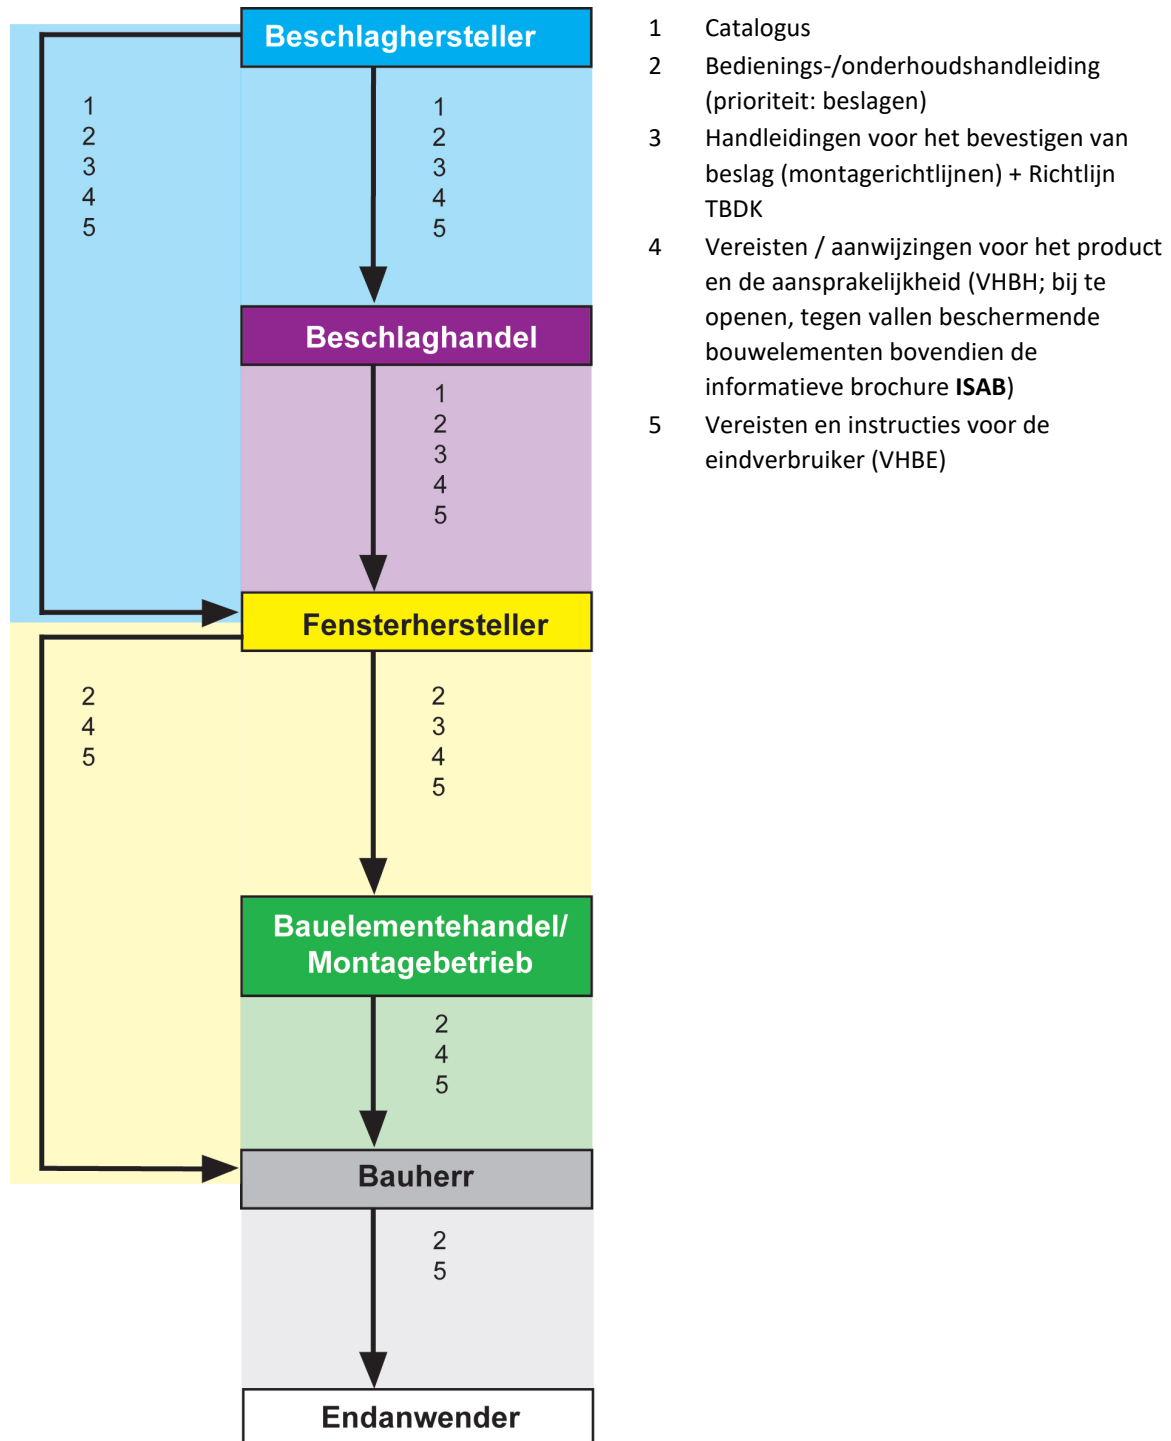 Beschlaghersteller
1
2
3
4
5
1
2
3
4
5
Beschlaghandel
1
2
3
4
5
Fensterhersteller
2
4
5
2
3
4
5
Bauelementehandel/
Montagebetrieb
2
4
5
Bauherr
2
5
Endanwender
1 Catalogus
2 Bedienings-/onderhoudshandleiding
(prioriteit: beslagen)
3 Handleidingen voor het bevestigen van
beslag (montagerichtlijnen) + Richtlijn
TBDK
4 Vereisten / aanwijzingen voor het product
en de aansprakelijkheid (VHBH; bij te
openen, tegen vallen beschermende
bouwelementen bovendien de
informatieve brochure ISAB)
5 Vereisten en instructies voor de
eindverbruiker (VHBE)